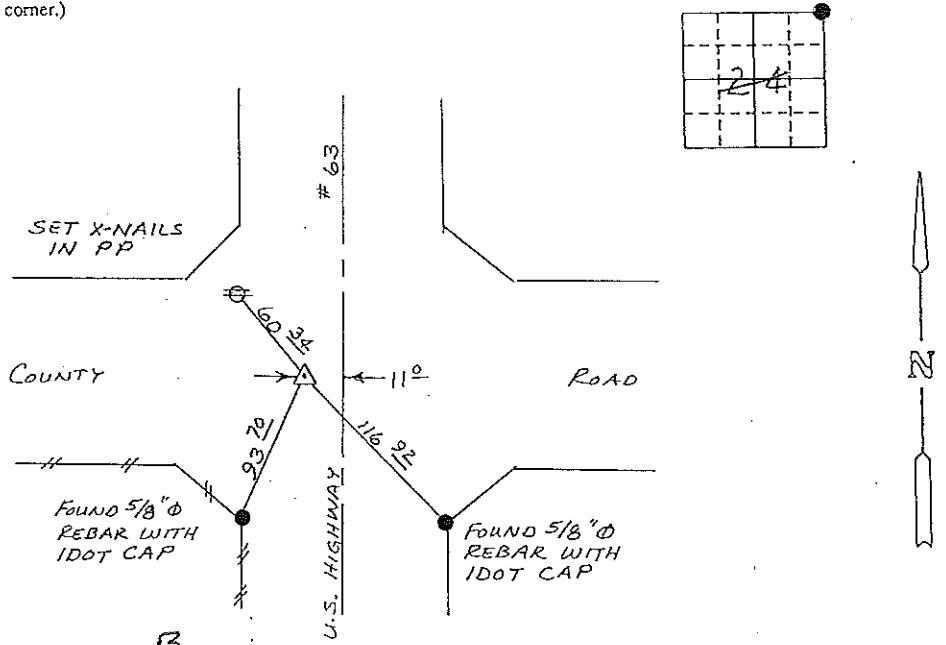 corner.)
24
# 63
SET X-NAILS
IN PP
60 34
COUNTY
11º
ROAD
N
93 70
116 92
FOUND 5/8"Ø
REBAR WITH
IDOT CAP
U.S. HIGHWAY
FOUND 5/8"Ø
REBAR WITH
IDOT CAP